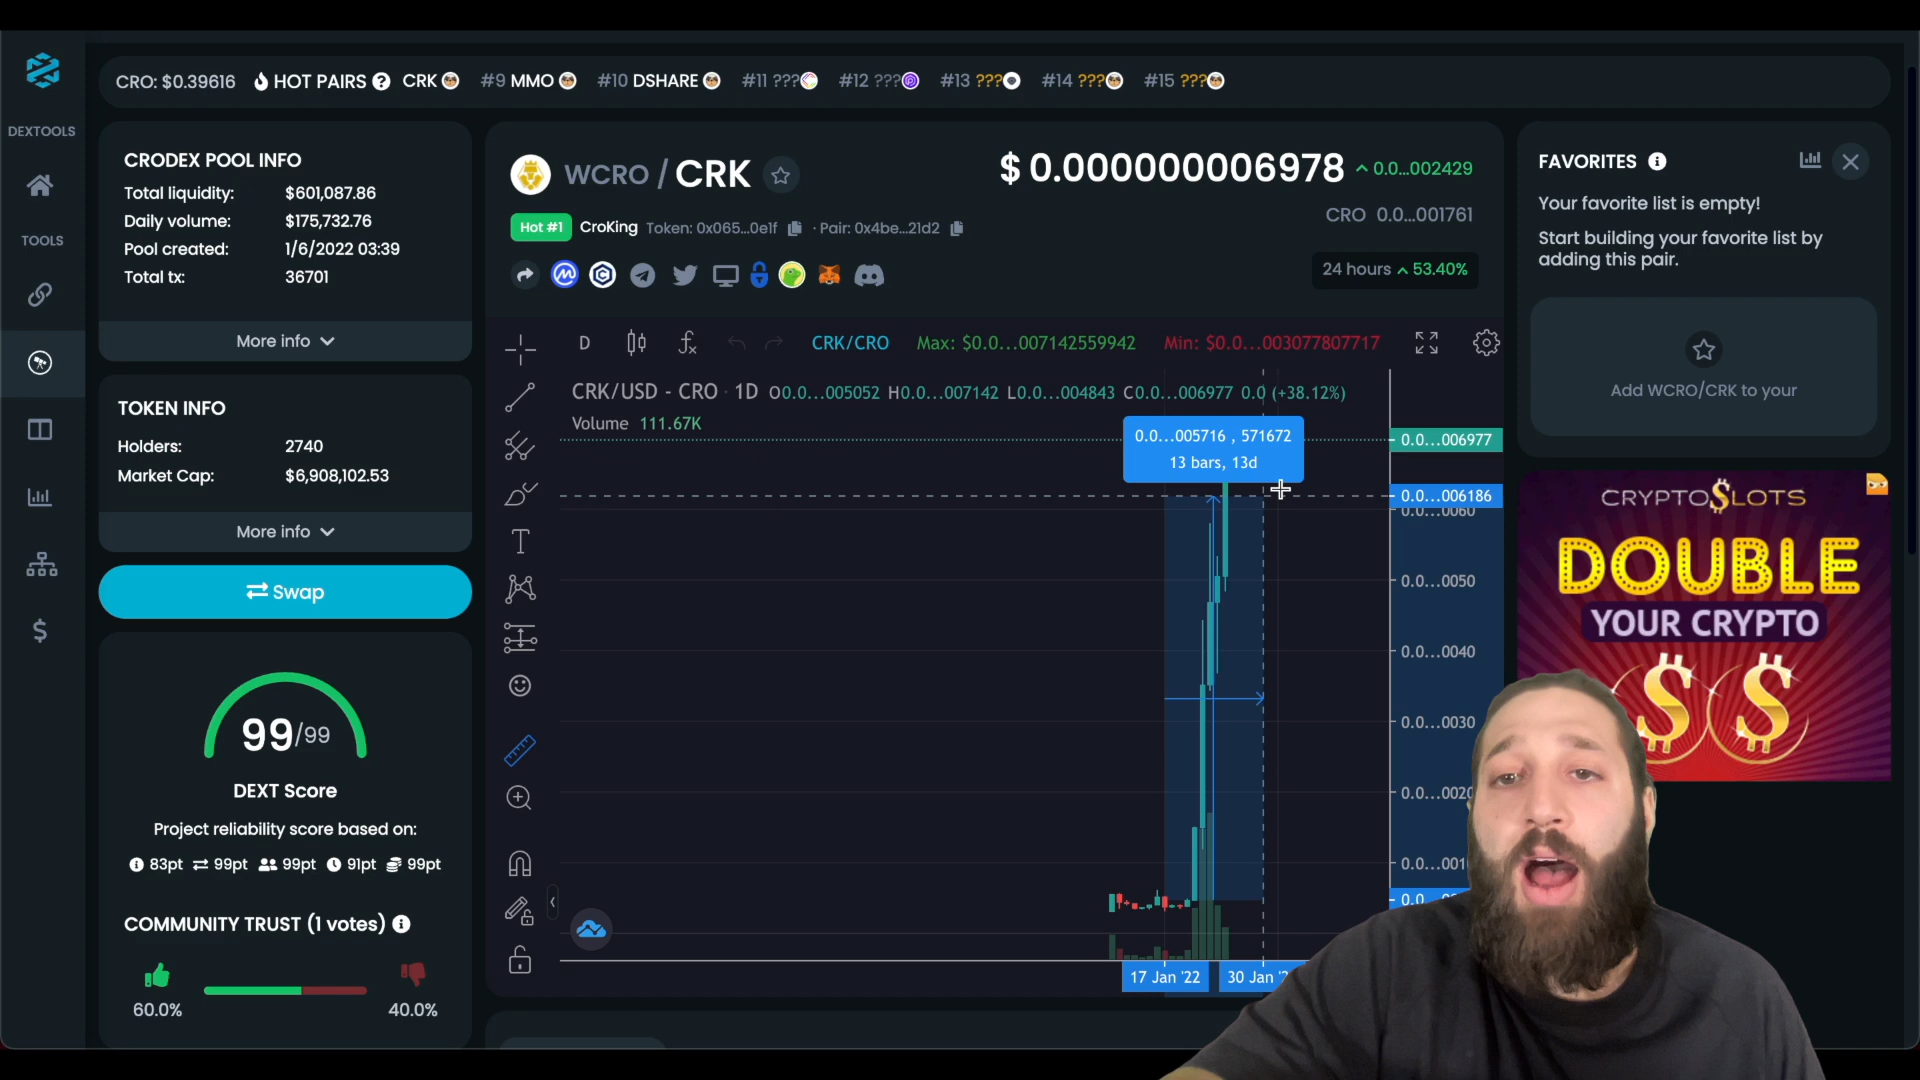 CRO: $0.39616 HOT PAIRS CRK #9 MMO #10 DSHARE #11 ??? #12 ??? #13 ??? #14 ??? #15 ???
DEXTOOLS
TOOLS
CRODEX POOL INFO
Total liquidity: $601,087.86
Daily volume: $175,732.76
Pool created: 1/6/2022 03:39
Total tx: 36701
More info
TOKEN INFO
Holders: 2740
Market Cap: $6,908,102.53
More info
Swap
99/99
DEXT Score
Project reliability score based on:
83pt 99pt 99pt 91pt 99pt
COMMUNITY TRUST (1 votes)
60.0% 40.0%
WCRO / CRK
$ 0.000000006978 0.0...002429
CRO 0.0...001761
Hot #1 CroKing Token: 0x065...0e1f · Pair: 0x4be...21d2
24 hours 53.40%
D CRK/CRO Max: $0.0...007142559942 Min: $0.0...003077807717
CRK/USD - CRO · 1D O0.0...005052 H0.0...007142 L0.0...004843 C0.0...006977 0.0 (+38.12%)
Volume 111.67K
0.0...005716 , 571672
13 bars, 13d
0.0...006977
0.0...006186
0.0...0060
0.0...0050
0.0...0040
0.0...0030
17 Jan '22
30 Jan
FAVORITES
Your favorite list is empty!
Start building your favorite list by
adding this pair.
Add WCRO/CRK to your
CRYPTO$LOTS
DOUBLE
YOUR CRYPTO
$$